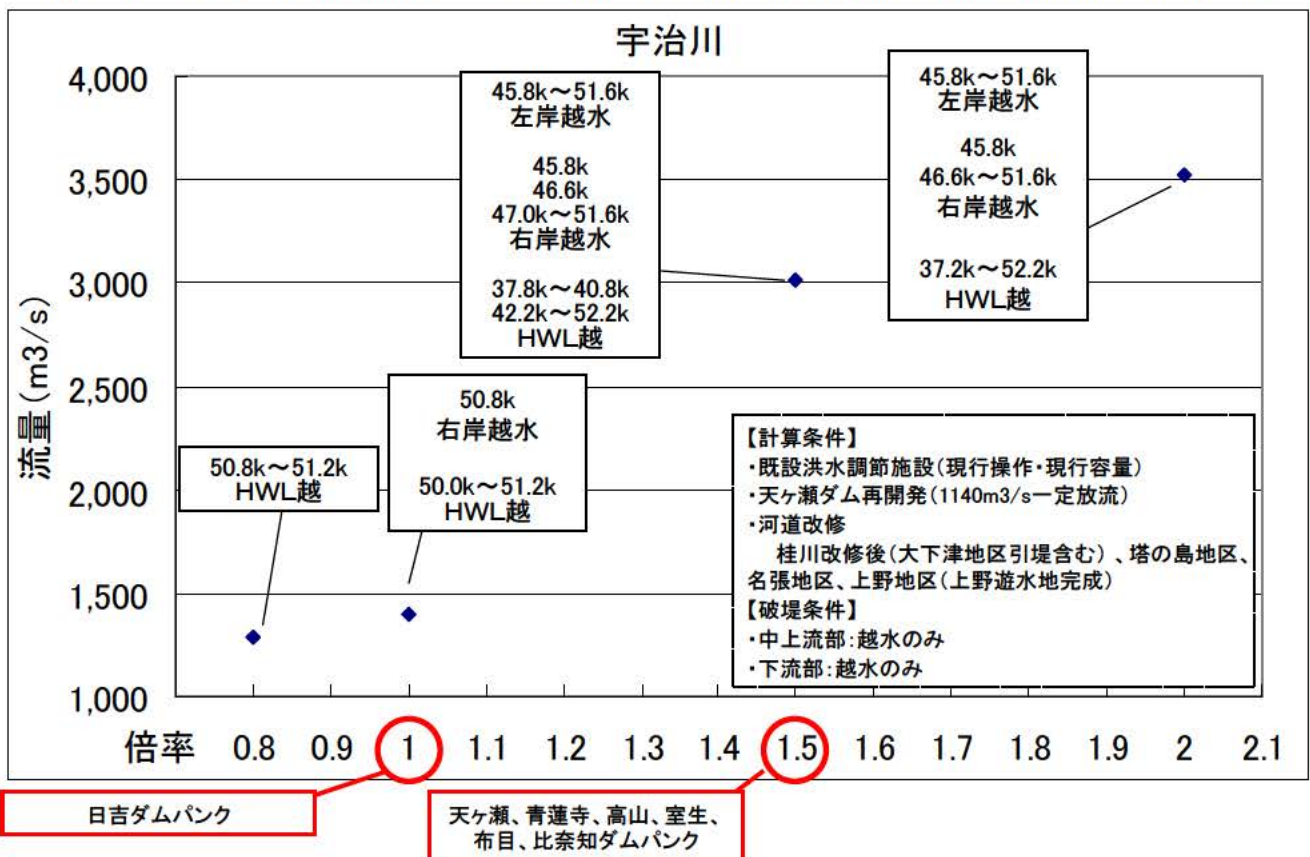 宇治川
流量(m3/s)
4,000
3,500
3,000
2,500
2,000
1,500
1,000
50.8k～51.2k
HWL越
50.8k
右岸越水
50.0k～51.2k
HWL越
45.8k～51.6k
左岸越水
45.8k
46.6k
47.0k～51.6k
右岸越水
37.8k～40.8k
42.2k～52.2k
HWL越
45.8k～51.6k
左岸越水
45.8k
46.6k～51.6k
右岸越水
37.2k～52.2k
HWL越
【計算条件】
・既設洪水調節施設(現行操作・現行容量)
・天ヶ瀬ダム再開発(1140m3/s一定放流)
・河道改修
桂川改修後(大下津地区引堤含む)、塔の島地区、
名張地区、上野地区(上野遊水地完成)
【破堤条件】
・中上流部:越水のみ
・下流部:越水のみ
倍率 0.8 0.9 1 1.1 1.2 1.3 1.4 1.5 1.6 1.7 1.8 1.9 2 2.1
日吉ダムパンク
天ヶ瀬、青蓮寺、高山、室生、
布目、比奈知ダムパンク